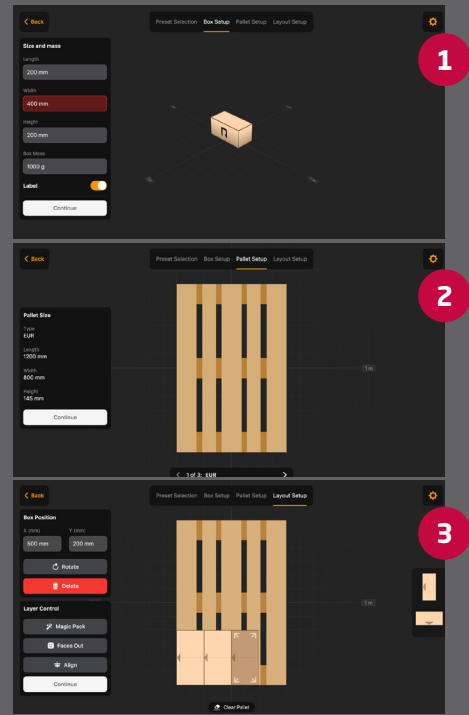 Back
Preset Selection Box Setup Pallet Setup Layout Setup
1
Size and mass
Length
200 mm
Width
400 mm
Height
200 mm
Box Mass
1000 g
Label
Continue
Back
Preset Selection Box Setup Pallet Setup Layout Setup
2
Pallet Size
Type
EUR
Length
1200 mm
Width
800 mm
Height
145 mm
Continue
1 m
1 of 3: EUR
Back
Preset Selection Box Setup Pallet Setup Layout Setup
3
Box Position
X (mm) Y (mm)
500 mm 200 mm
Rotate
Delete
Layer Control
Magic Pack
Faces Out
Align
Continue
1 m
Clear Pallet